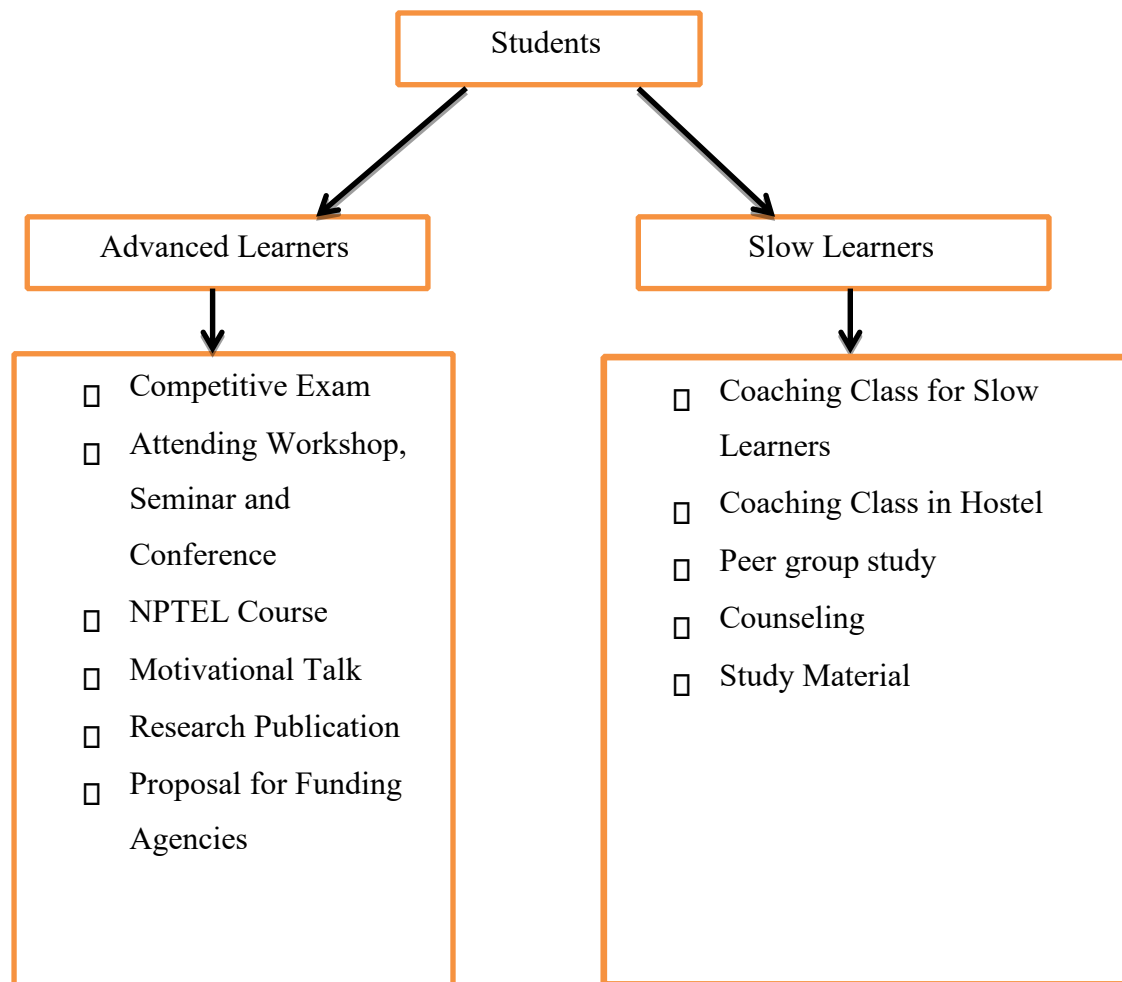 Students
Advanced Learners
Slow Learners
Competitive Exam
Attending Workshop,
Seminar and
Conference
NPTEL Course
Motivational Talk
Research Publication
Proposal for Funding
Agencies
Coaching Class for Slow
Learners
Coaching Class in Hostel
Peer group study
Counseling
Study Material